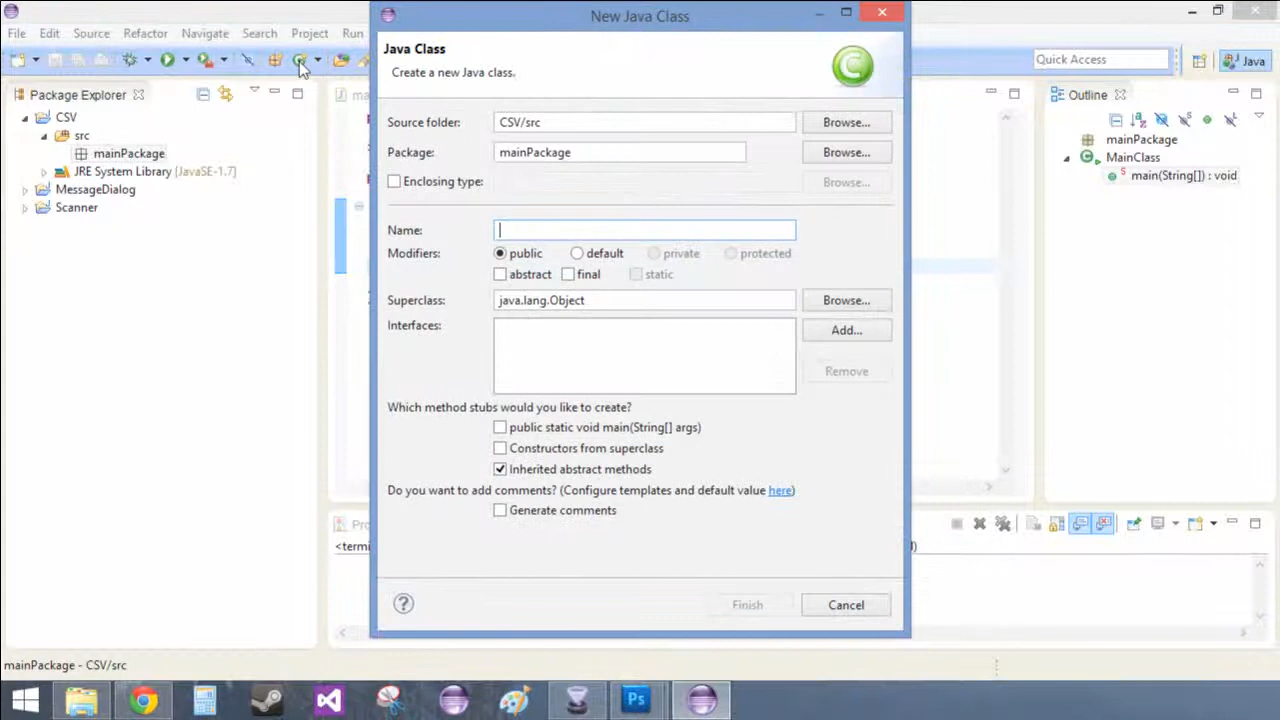 New Java Class
File Edit Source Refactor Navigate Search Project Run
Java Class
Create a new Java class.
Quick Access
Java
Package Explorer
CSV
src
mainPackage
JRE System Library [JavaSE-1.7]
MessageDialog
Scanner
Source folder: CSV/src Browse...
Package: mainPackage Browse...
Enclosing type: Browse...
Name:
Modifiers: public default private protected
abstract final static
Superclass: java.lang.Object Browse...
Interfaces: Add...
Remove
Which method stubs would you like to create?
public static void main(String[] args)
Constructors from superclass
Inherited abstract methods
Do you want to add comments? (Configure templates and default value here)
Generate comments
? Finish Cancel
Outline
mainPackage
MainClass
main(String[]) : void
<termi
mainPackage - CSV/src
Ps